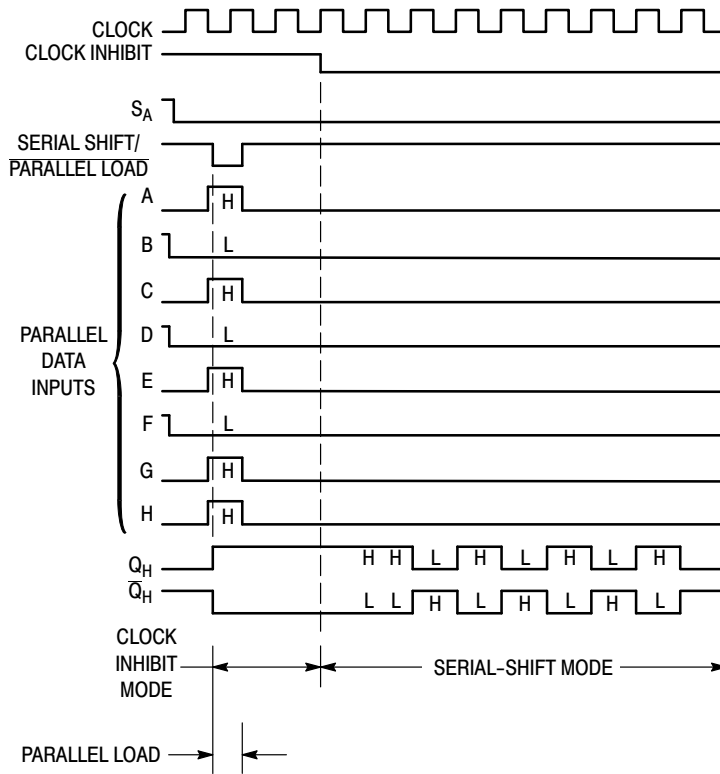 CLOCK
CLOCK INHIBIT
S_A
SERIAL SHIFT/
PARALLEL LOAD
A H
B L
C H
D L
PARALLEL
DATA
INPUTS
E H
F L
G H
H H
Q_H H H L H L H L H
Q̅_H L L H L H L H L
CLOCK
INHIBIT
MODE
SERIAL-SHIFT MODE
PARALLEL LOAD